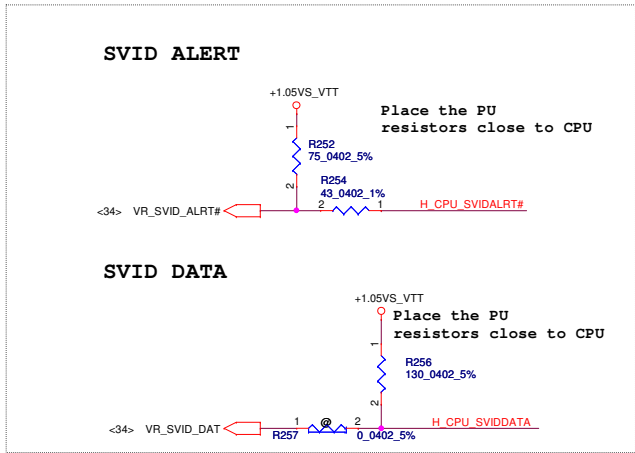 SVID ALERT
+1.05VS_VTT
Place the PU
resistors close to CPU
1
R252
75_0402_5%
2
R254
43_0402_1%
<34> VR_SVID_ALRT#
2
1
H_CPU_SVIDALRT#
SVID DATA
+1.05VS_VTT
Place the PU
resistors close to CPU
1
R256
130_0402_5%
2
<34> VR_SVID_DAT
1
@
2
H_CPU_SVIDDATA
R257
0_0402_5%